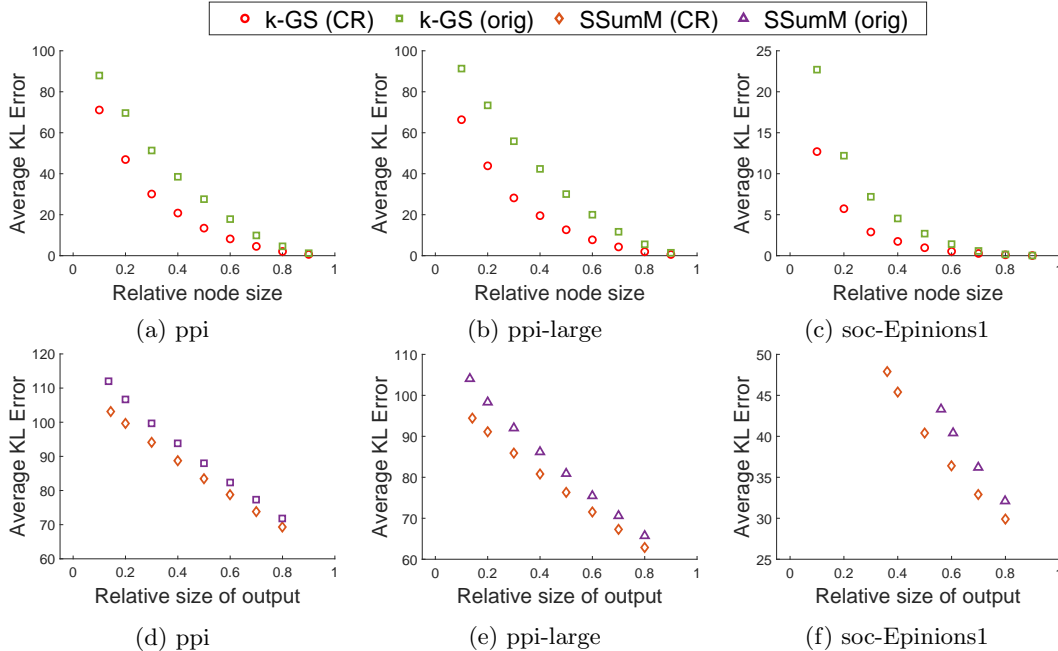 k-GS (CR) k-GS (orig) SSumM (CR) SSumM (orig)
100
80
60
40
20
0
Average KL Error
0 0.2 0.4 0.6 0.8 1
Relative node size
(a) ppi
100
80
60
40
20
0
Average KL Error
0 0.2 0.4 0.6 0.8 1
Relative node size
(b) ppi-large
25
20
15
10
5
0
Average KL Error
0 0.2 0.4 0.6 0.8 1
Relative node size
(c) soc-Epinions1
120
110
100
90
80
70
60
Average KL Error
0 0.2 0.4 0.6 0.8 1
Relative size of output
(d) ppi
110
100
90
80
70
60
Average KL Error
0 0.2 0.4 0.6 0.8 1
Relative size of output
(e) ppi-large
50
45
40
35
30
25
Average KL Error
0 0.2 0.4 0.6 0.8 1
Relative size of output
(f) soc-Epinions1